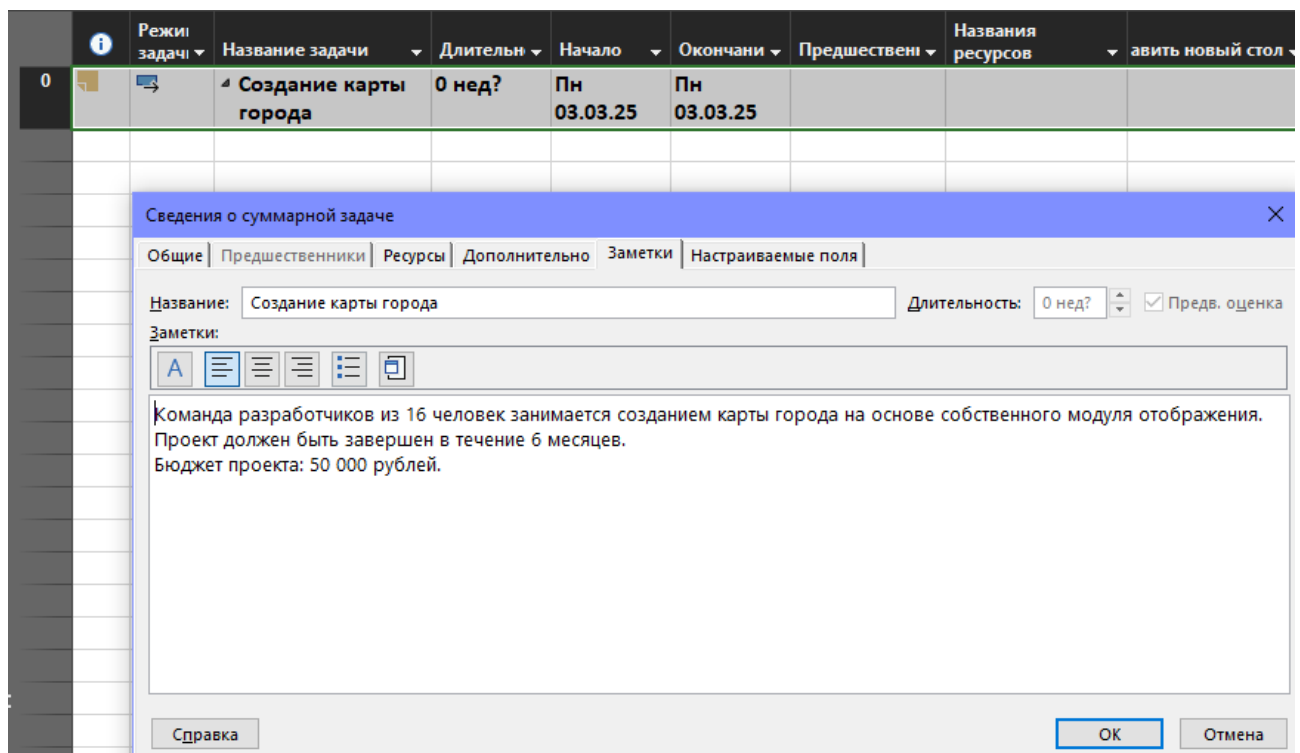 Режи
задачи
Название задачи
Длительн
Начало
Окончани
Предшествен
Названия
ресурсов
авить новый стол
0
Создание карты
города
0 нед?
Пн
03.03.25
Пн
03.03.25
Сведения о суммарной задаче
Общие Предшественники Ресурсы Дополнительно Заметки Настраиваемые поля
Название: Создание карты города Длительность: 0 нед? Предв. оценка
Заметки:
A
Команда разработчиков из 16 человек занимается созданием карты города на основе собственного модуля отображения.
Проект должен быть завершен в течение 6 месяцев.
Бюджет проекта: 50 000 рублей.
Справка ОК Отмена